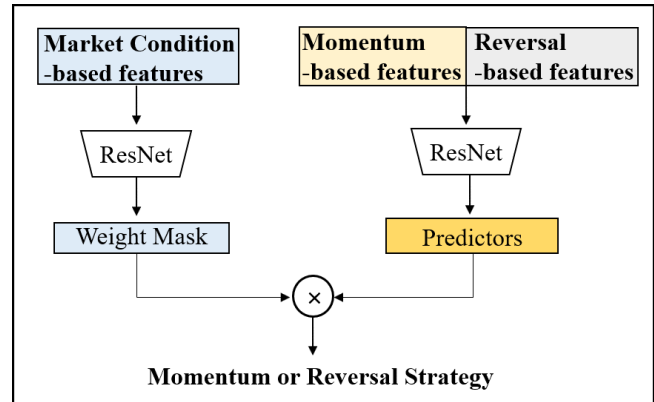 Market Condition
-based features
Momentum
-based features
Reversal
-based features
ResNet
ResNet
Weight Mask
Predictors
×
Momentum or Reversal Strategy